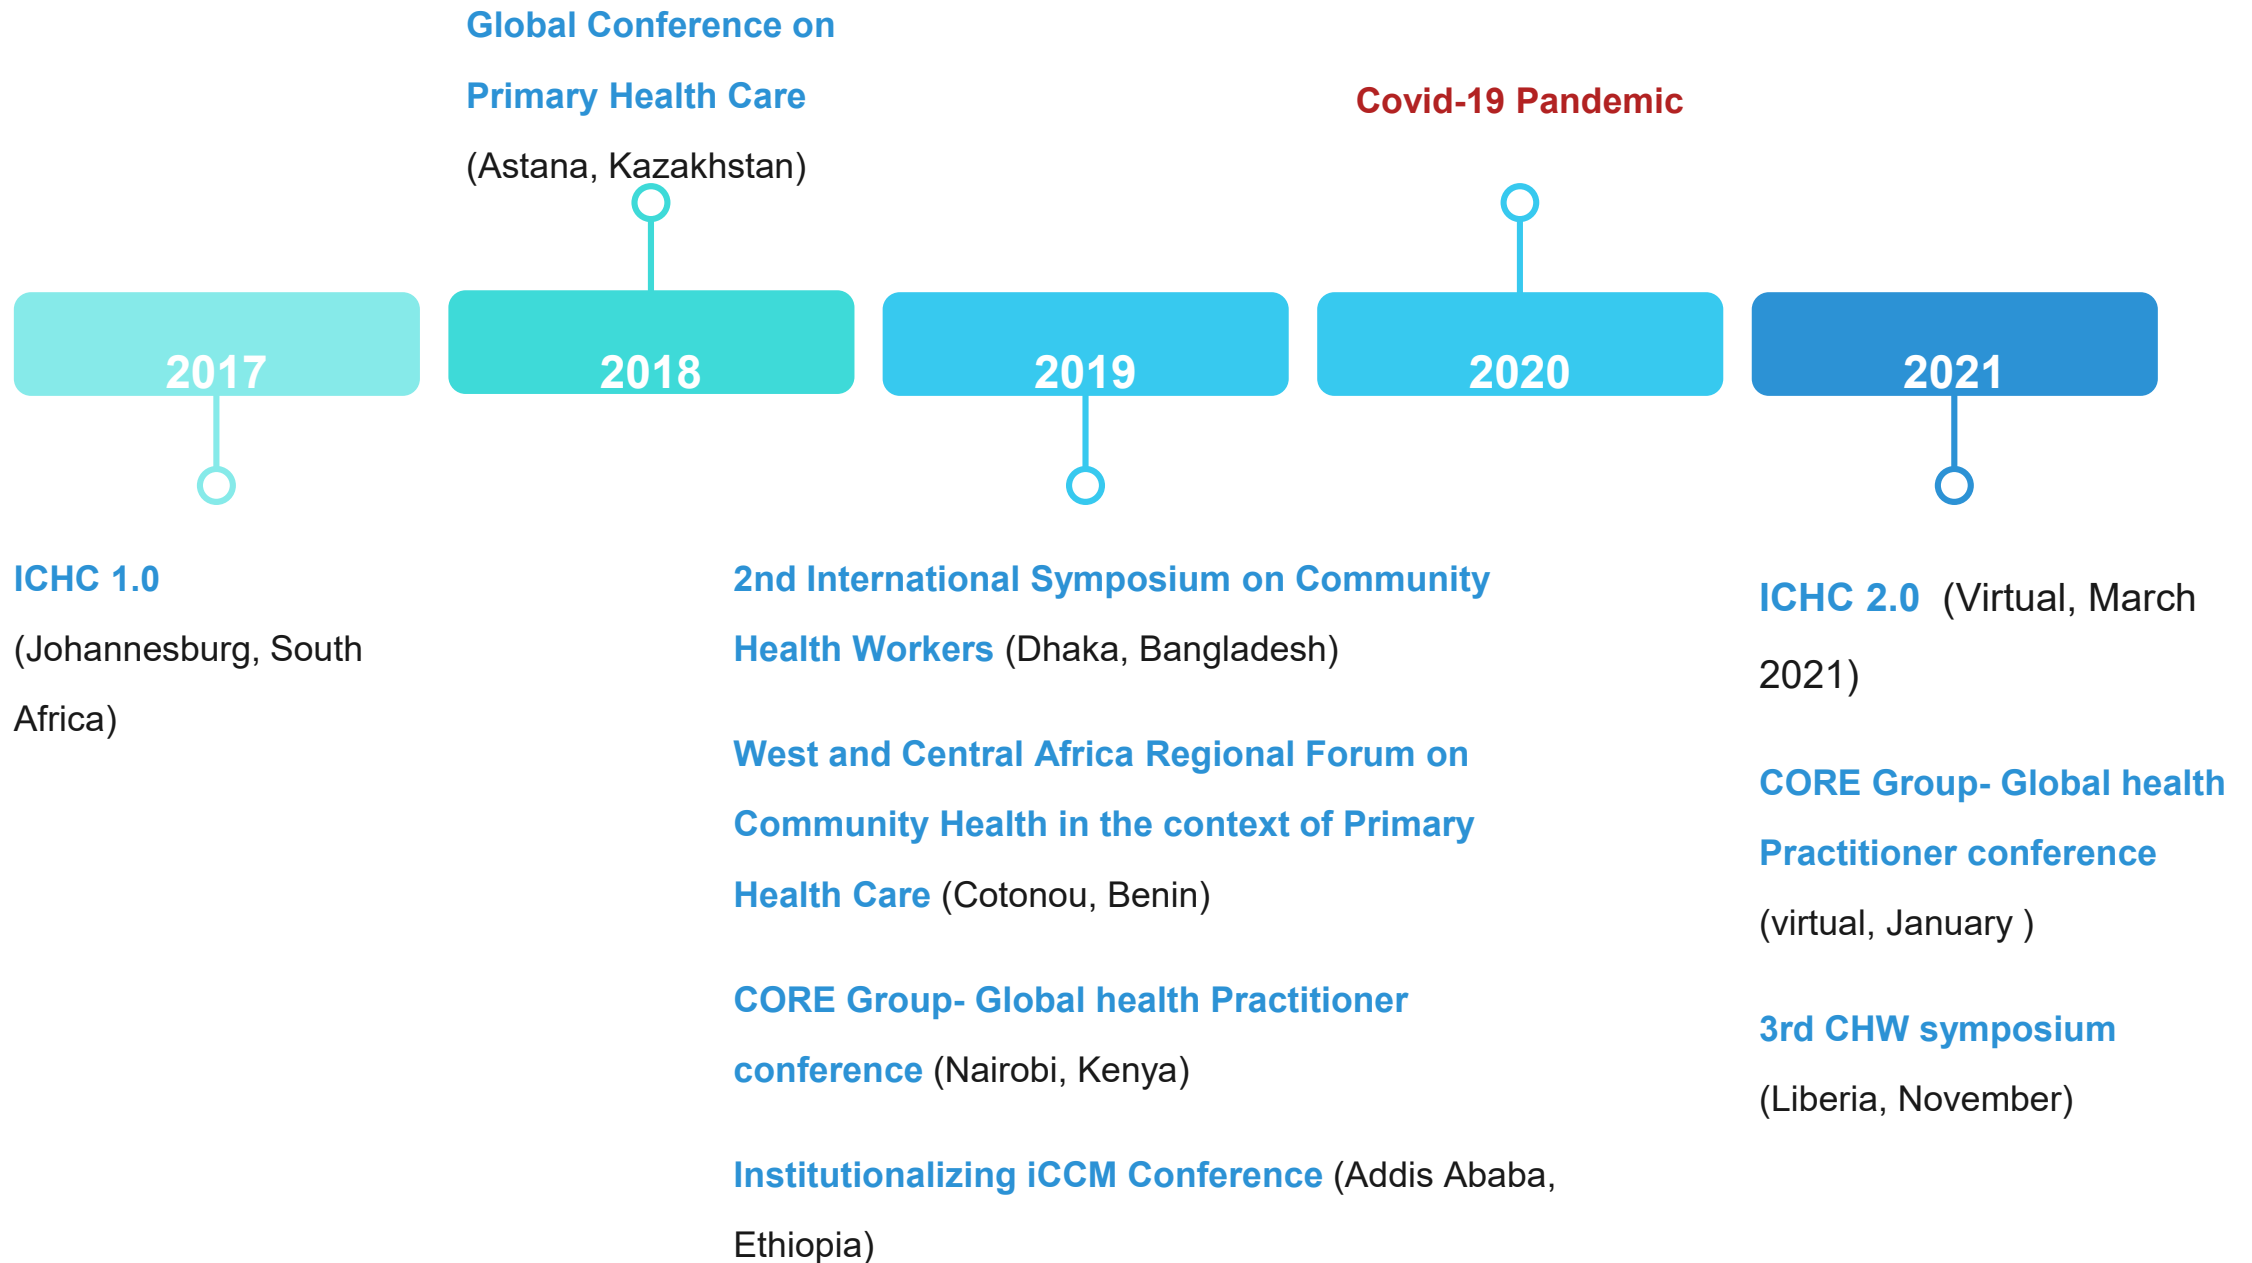 Global Conference on
Primary Health Care
(Astana, Kazakhstan)
Covid-19 Pandemic
2017
2018
2019
2020
2021
ICHC 1.0
(Johannesburg, South
Africa)
2nd International Symposium on Community
Health Workers (Dhaka, Bangladesh)
West and Central Africa Regional Forum on
Community Health in the context of Primary
Health Care (Cotonou, Benin)
CORE Group- Global health Practitioner
conference (Nairobi, Kenya)
Institutionalizing iCCM Conference (Addis Ababa,
Ethiopia)
ICHC 2.0 (Virtual, March
2021)
CORE Group- Global health
Practitioner conference
(virtual, January )
3rd CHW symposium
(Liberia, November)